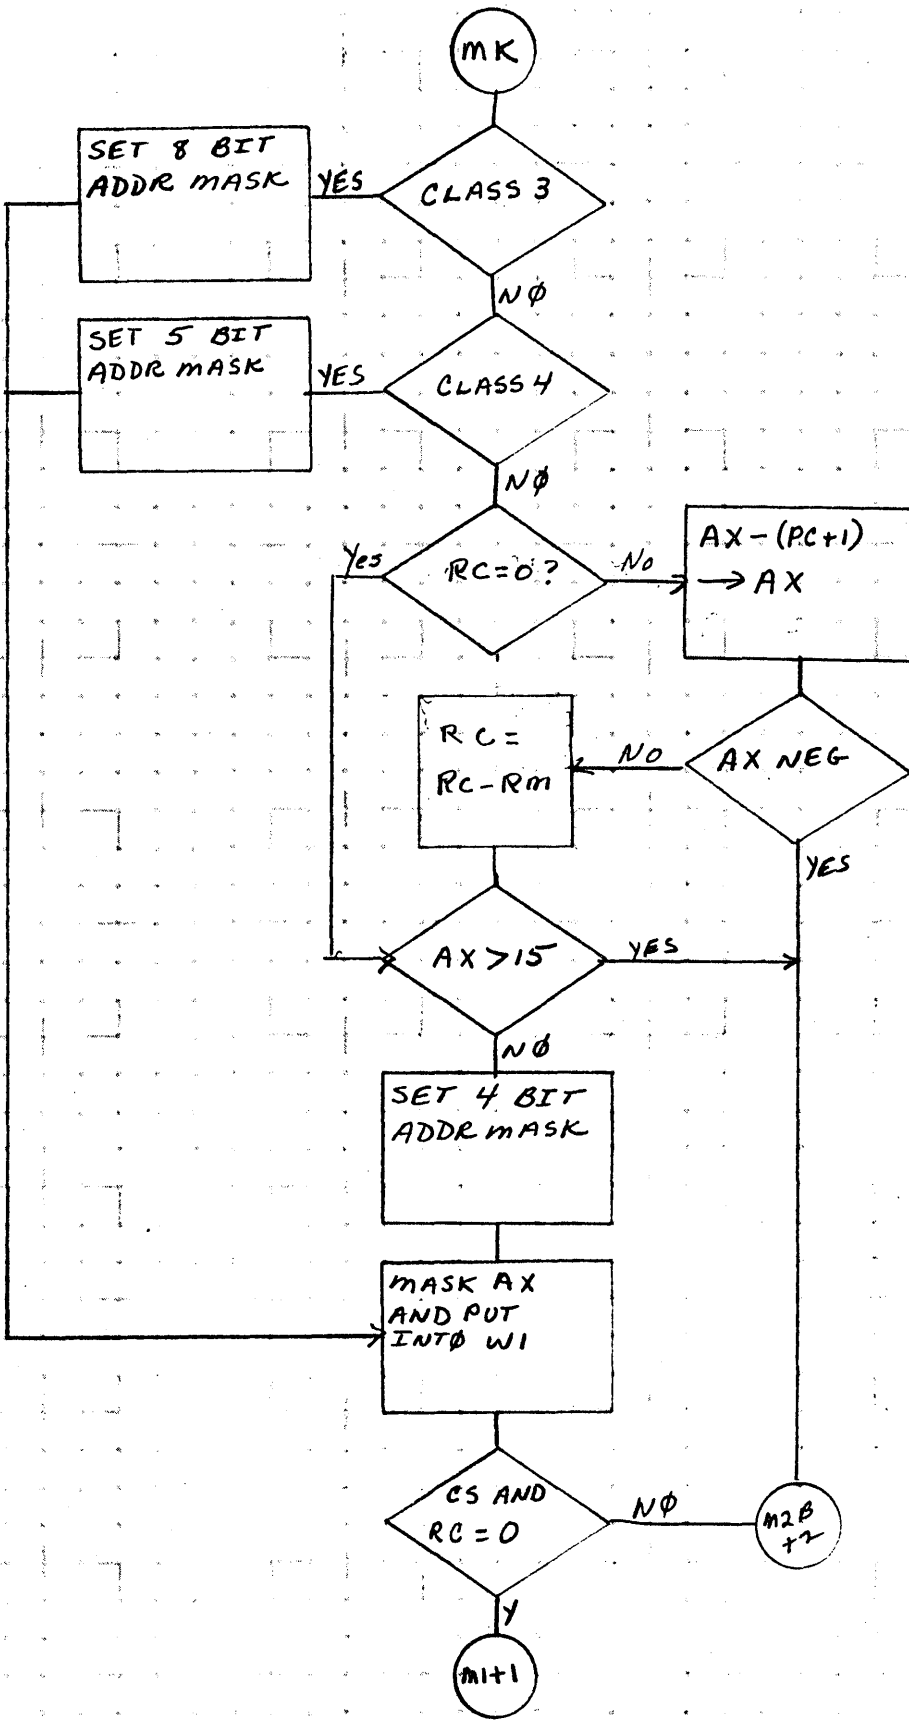 MK
SET 8 BIT
ADDR MASK
YES
CLASS 3
NØ
SET 5 BIT
ADDR MASK
YES
CLASS 4
NØ
Yes
RC=0?
No
AX-(PC+1)
→ AX
RC=
RC-RM
NO
AX NEG
YES
AX>15
YES
NØ
SET 4 BIT
ADDR MASK
MASK AX
AND PUT
INTØ W1
CS AND
RC=0
NØ
M2B
+2
Y
M1+1